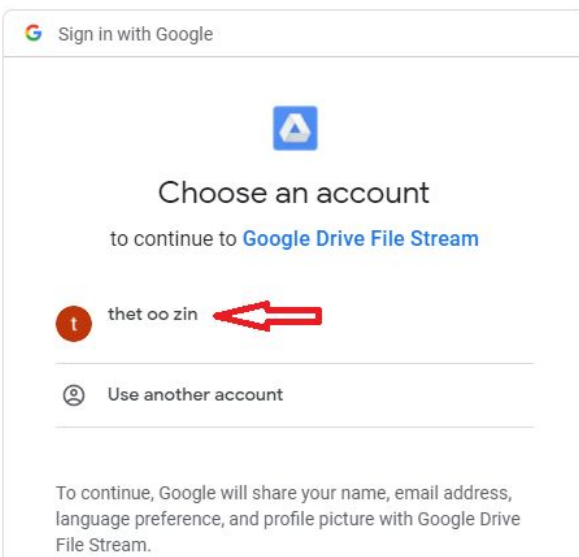 Sign in with Google
Choose an account
to continue to Google Drive File Stream
t
thet oo zin
Use another account
To continue, Google will share your name, email address,
language preference, and profile picture with Google Drive
File Stream.